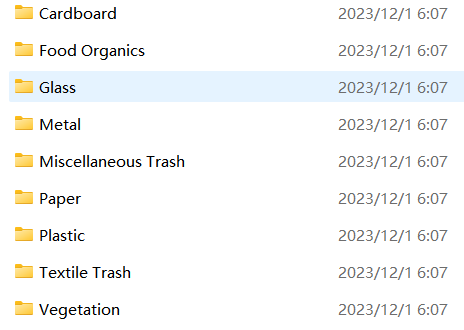 Cardboard 2023/12/1 6:07
Food Organics 2023/12/1 6:07
Glass 2023/12/1 6:07
Metal 2023/12/1 6:07
Miscellaneous Trash 2023/12/1 6:07
Paper 2023/12/1 6:07
Plastic 2023/12/1 6:07
Textile Trash 2023/12/1 6:07
Vegetation 2023/12/1 6:07